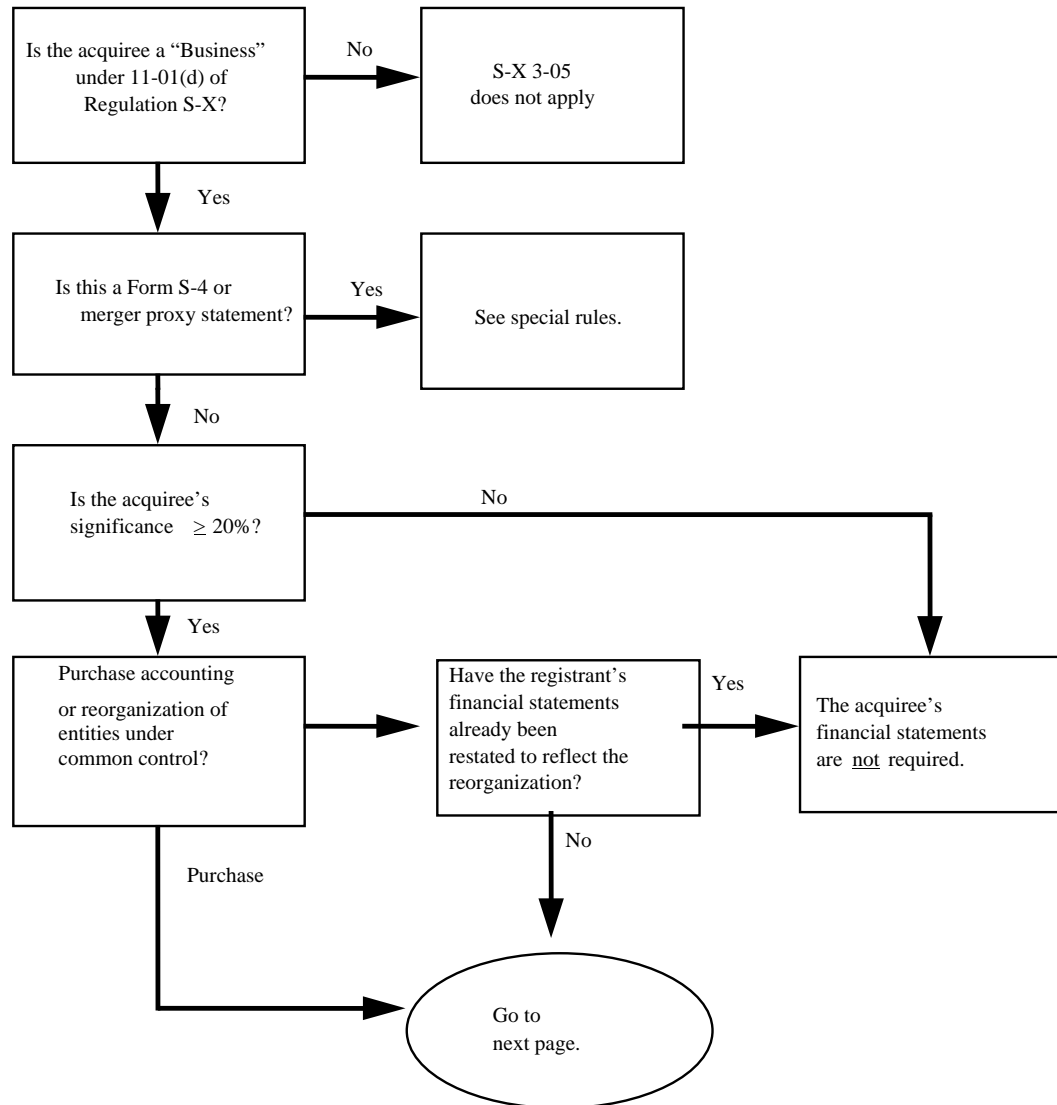 Is the acquiree a “Business”
under 11-01(d) of
Regulation S-X?
No
S-X 3-05
does not apply
Yes
Is this a Form S-4 or
merger proxy statement?
Yes
See special rules.
No
Is the acquiree’s
significance ≥ 20%?
No
Yes
Purchase accounting
or reorganization of
entities under
common control?
Have the registrant’s
financial statements
already been
restated to reflect the
reorganization?
Yes
The acquiree’s
financial statements
are not required.
No
Purchase
Go to
next page.